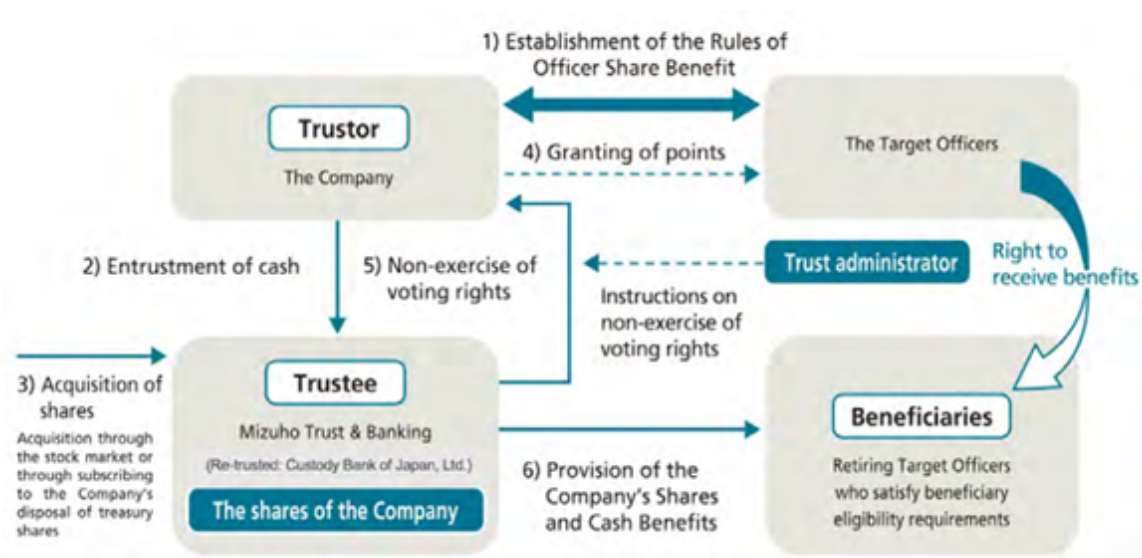 1) Establishment of the Rules of
Officer Share Benefit
Trustor
The Company
4) Granting of points
The Target Officers
2) Entrustment of cash
5) Non-exercise of
voting rights
Trust administrator
Right to
receive benefits
Instructions on
non-exercise of
voting rights
3) Acquisition of
shares
Acquisition through
the stock market or
through subscribing
to the Company's
disposal of treasury
shares
Trustee
Mizuho Trust & Banking
(Re-trusted: Custody Bank of Japan, Ltd.)
The shares of the Company
6) Provision of the
Company's Shares
and Cash Benefits
Beneficiaries
Retiring Target Officers
who satisfy beneficiary
eligibility requirements